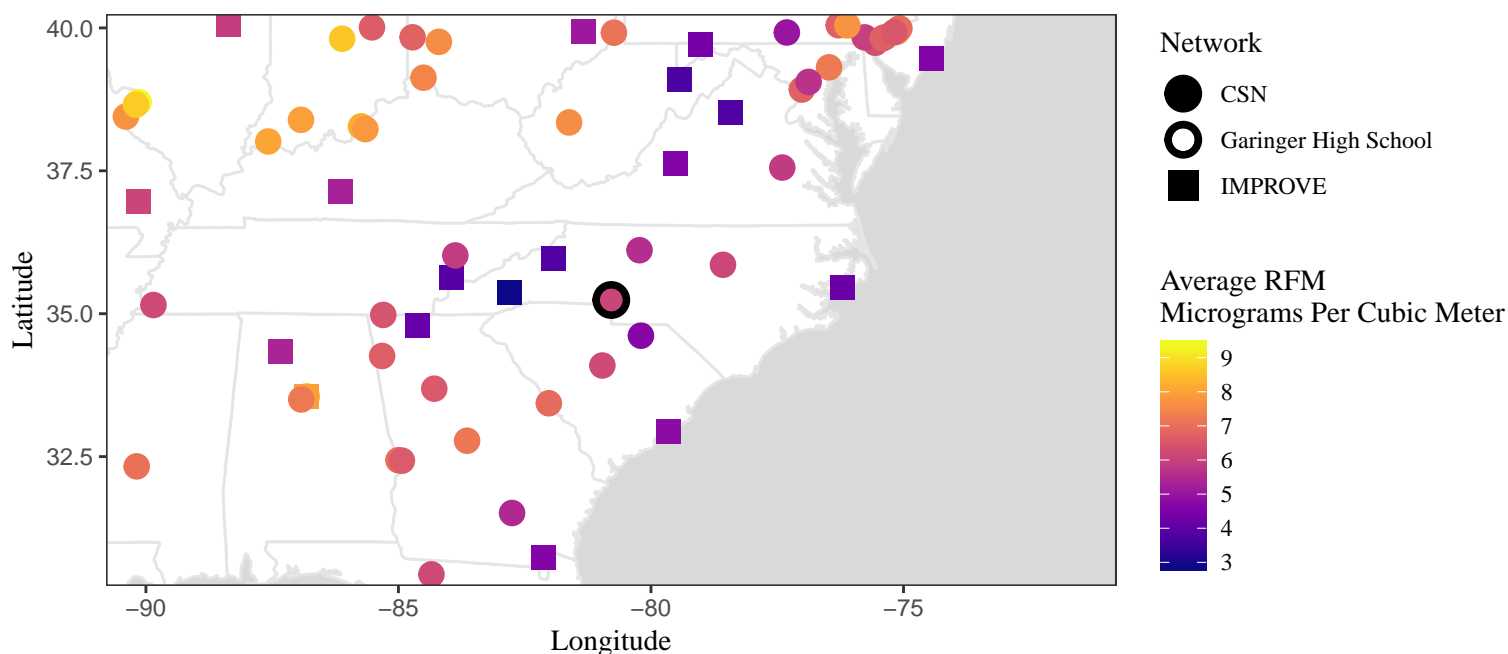 40.0
37.5
35.0
32.5
Latitude
−90
−85
−80
−75
Longitude
Network
CSN
Garinger High School
IMPROVE
Average RFM
Micrograms Per Cubic Meter
9
8
7
6
5
4
3